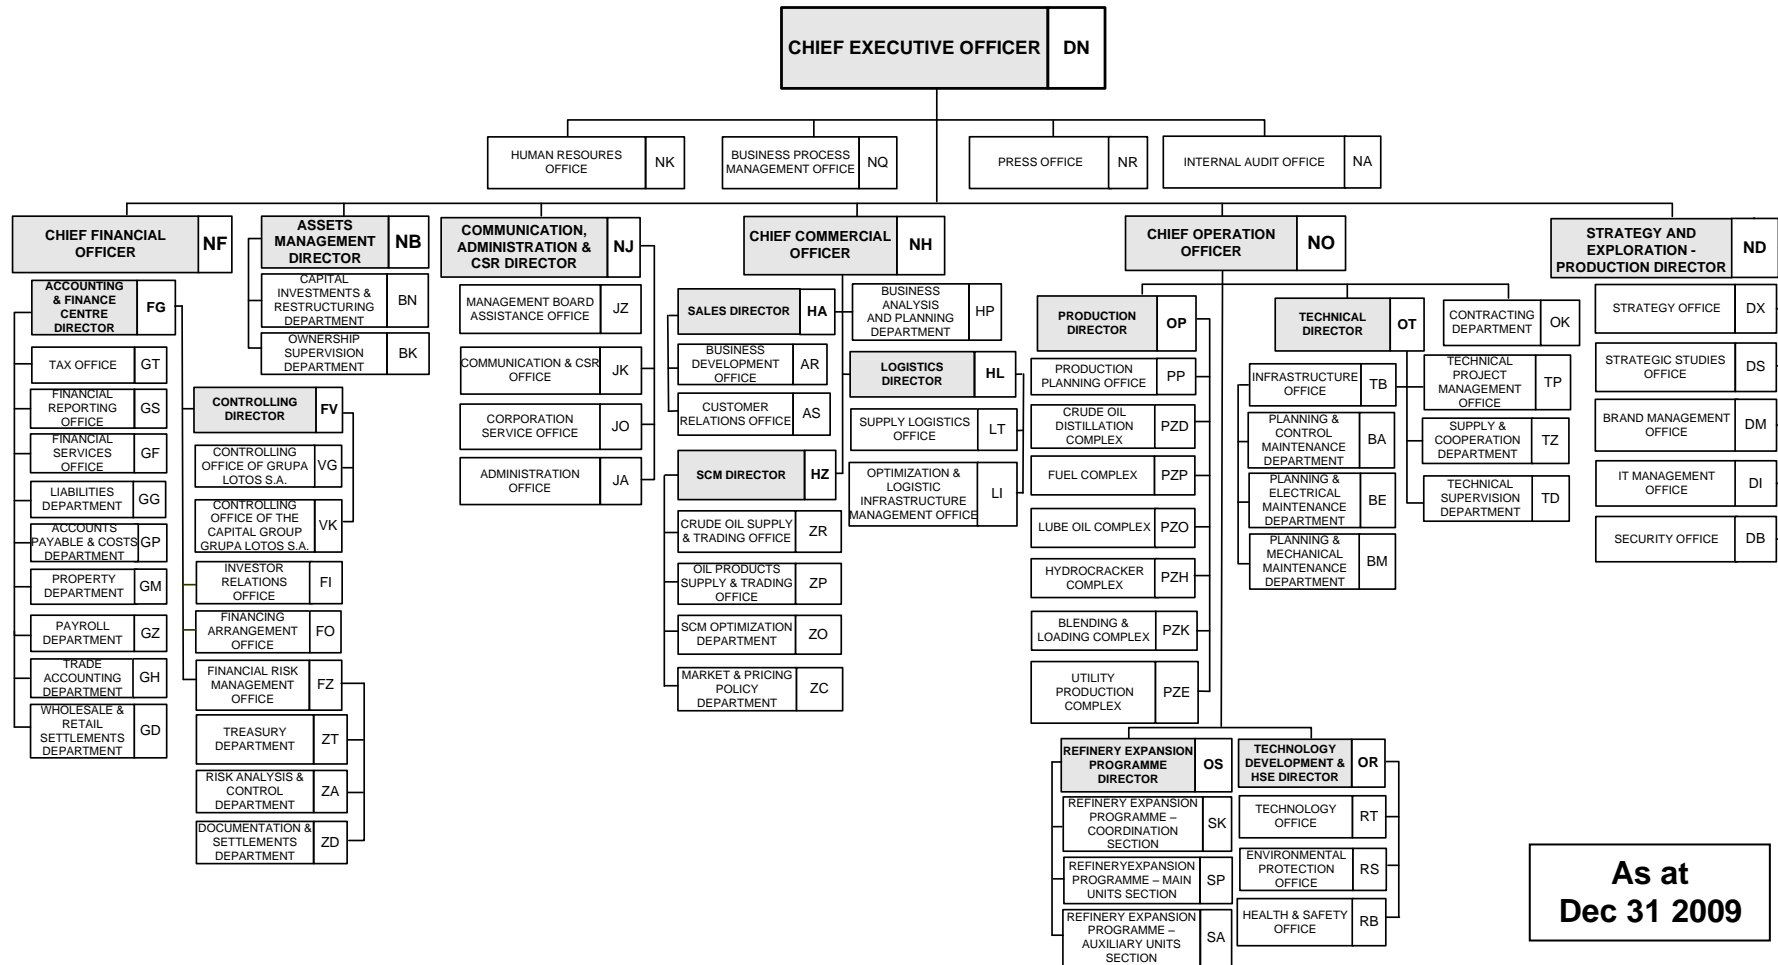 CHIEF EXECUTIVE OFFICER
DN
HUMAN RESOURES
OFFICE
NK
BUSINESS PROCESS
MANAGEMENT OFFICE
NQ
PRESS OFFICE
NR
INTERNAL AUDIT OFFICE
NA
CHIEF FINANCIAL
OFFICER
NF
ACCOUNTING
& FINANCE
CENTRE
DIRECTOR
FG
TAX OFFICE
GT
FINANCIAL
REPORTING
OFFICE
GS
FINANCIAL
SERVICES
OFFICE
GF
LIABILITIES
DEPARTMENT
GG
ACCOUNTS
PAYABLE & COSTS
DEPARTMENT
GP
PROPERTY
DEPARTMENT
GM
PAYROLL
DEPARTMENT
GZ
TRADE
ACCOUNTING
DEPARTMENT
GH
WHOLESALE &
RETAIL
SETTLEMENTS
DEPARTMENT
GD
CONTROLLING
DIRECTOR
FV
CONTROLLING
OFFICE OF GRUPA
LOTOS S.A.
VG
CONTROLLING
OFFICE OF THE
CAPITAL GROUP
GRUPA LOTOS S.A.
VK
INVESTOR
RELATIONS
OFFICE
FI
FINANCING
ARRANGEMENT
OFFICE
FO
FINANCIAL RISK
MANAGEMENT
OFFICE
FZ
TREASURY
DEPARTMENT
ZT
RISK ANALYSIS &
CONTROL
DEPARTMENT
ZA
DOCUMENTATION &
SETTLEMENTS
DEPARTMENT
ZD
ASSETS
MANAGEMENT
DIRECTOR
NB
CAPITAL
INVESTMENTS &
RESTRUCTURING
DEPARTMENT
BN
OWNERSHIP
SUPERVISION
DEPARTMENT
BK
COMMUNICATION,
ADMINISTRATION &
CSR DIRECTOR
NJ
MANAGEMENT BOARD
ASSISTANCE OFFICE
JZ
COMMUNICATION & CSR
OFFICE
JK
CORPORATION
SERVICE OFFICE
JO
ADMINISTRATION
OFFICE
JA
CHIEF COMMERCIAL
OFFICER
NH
SALES DIRECTOR
HA
BUSINESS
DEVELOPMENT
OFFICE
AR
CUSTOMER
RELATIONS OFFICE
AS
SCM DIRECTOR
HZ
CRUDE OIL SUPPLY
& TRADING OFFICE
ZR
OIL PRODUCTS
SUPPLY & TRADING
OFFICE
ZP
SCM OPTIMIZATION
DEPARTMENT
ZO
MARKET & PRICING
POLICY
DEPARTMENT
ZC
BUSINESS
ANALYSIS
AND PLANNING
DEPARTMENT
HP
LOGISTICS
DIRECTOR
HL
SUPPLY LOGISTICS
OFFICE
LT
OPTIMIZATION &
LOGISTIC
INFRASTRUCTURE
MANAGEMENT OFFICE
LI
CHIEF OPERATION
OFFICER
NO
PRODUCTION
DIRECTOR
OP
PRODUCTION
PLANNING OFFICE
PP
CRUDE OIL
DISTILLATION
COMPLEX
PZD
FUEL COMPLEX
PZP
LUBE OIL COMPLEX
PZO
HYDROCRACKER
COMPLEX
PZH
BLENDING &
LOADING COMPLEX
PZK
UTILITY
PRODUCTION
COMPLEX
PZE
TECHNICAL
DIRECTOR
OT
INFRASTRUCTURE
OFFICE
TB
PLANNING &
CONTROL
MAINTENANCE
DEPARTMENT
BA
PLANNING &
ELECTRICAL
MAINTENANCE
DEPARTMENT
BE
PLANNING &
MECHANICAL
MAINTENANCE
DEPARTMENT
BM
CONTRACTING
DEPARTMENT
OK
TECHNICAL
PROJECT
MANAGEMENT
OFFICE
TP
SUPPLY &
COOPERATION
DEPARTMENT
TZ
TECHNICAL
SUPERVISION
DEPARTMENT
TD
REFINERY EXPANSION
PROGRAMME
DIRECTOR
OS
REFINERY EXPANSION
PROGRAMME –
COORDINATION
SECTION
SK
REFINERYEXPANSION
PROGRAMME – MAIN
UNITS SECTION
SP
REFINERY EXPANSION
PROGRAMME –
AUXILIARY UNITS
SECTION
SA
TECHNOLOGY
DEVELOPMENT &
HSE DIRECTOR
OR
TECHNOLOGY
OFFICE
RT
ENVIRONMENTAL
PROTECTION
OFFICE
RS
HEALTH & SAFETY
OFFICE
RB
STRATEGY AND
EXPLORATION -
PRODUCTION DIRECTOR
ND
STRATEGY OFFICE
DX
STRATEGIC STUDIES
OFFICE
DS
BRAND MANAGEMENT
OFFICE
DM
IT MANAGEMENT
OFFICE
DI
SECURITY OFFICE
DB
As at
Dec 31 2009